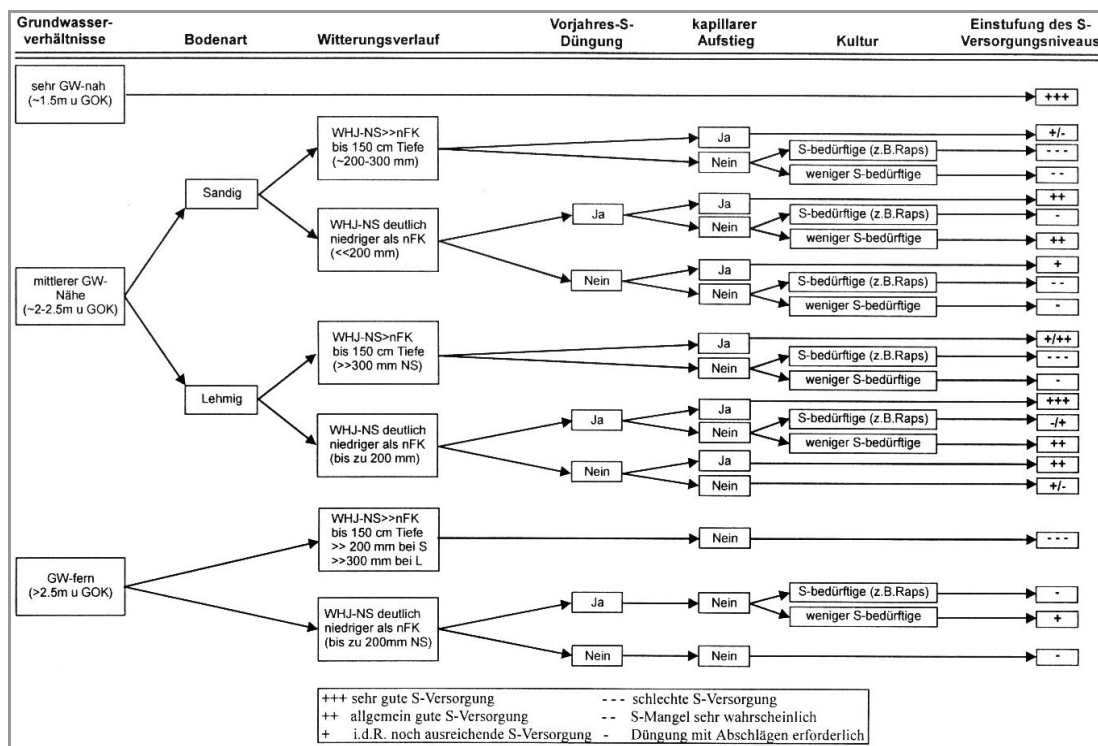 Grundwasser-
verhältnisse
Bodenart
Witterungsverlauf
Vorjahres-S-
Düngung
kapillarer
Aufstieg
Kultur
Einstufung des S-
Versorgungsniveaus
sehr GW-nah
(~1.5m u GOK)
+++
WHJ-NS>>nFK
bis 150 cm Tiefe
(~200-300 mm)
Ja
+/-
Nein
S-bedürftige (z.B.Raps)
- - -
weniger S-bedürftige
- -
Sandig
WHJ-NS deutlich
niedriger als nFK
(<<200 mm)
Ja
Ja
++
Nein
S-bedürftige (z.B.Raps)
-
weniger S-bedürftige
++
Nein
Ja
+
Nein
S-bedürftige (z.B.Raps)
- -
weniger S-bedürftige
-
mittlerer GW-
Nähe
(~2-2.5m u GOK)
WHJ-NS>nFK
bis 150 cm Tiefe
(>>300 mm NS)
Ja
+/++
Nein
S-bedürftige (z.B.Raps)
- - -
weniger S-bedürftige
-
Lehmig
WHJ-NS deutlich
niedriger als nFK
(bis zu 200 mm)
Ja
Ja
+++
Nein
S-bedürftige (z.B.Raps)
-/+
weniger S-bedürftige
++
Nein
Ja
++
Nein
+/-
GW-fern
(>2.5m u GOK)
WHJ-NS>>nFK
bis 150 cm Tiefe
>> 200 mm bei S
>>300 mm bei L
Nein
- - -
WHJ-NS deutlich
niedriger als nFK
(bis zu 200mm NS)
Ja
Nein
S-bedürftige (z.B.Raps)
-
weniger S-bedürftige
+
Nein
Nein
-
+++ sehr gute S-Versorgung
- - - schlechte S-Versorgung
++ allgemein gute S-Versorgung
-- S-Mangel sehr wahrscheinlich
+ i.d.R. noch ausreichende S-Versorgung
- Düngung mit Abschlägen erforderlich